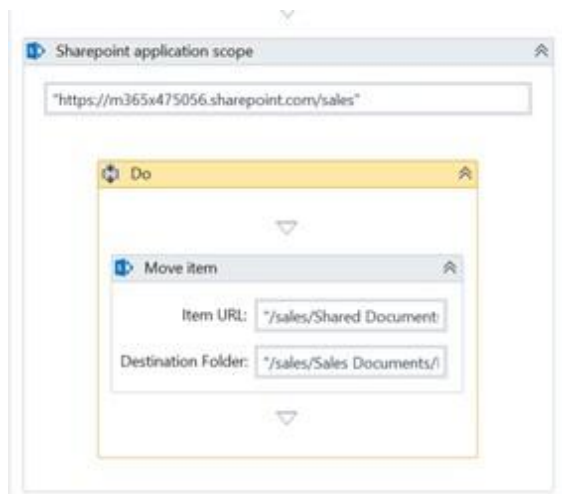 Sharepoint application scope
"https://m365x475056.sharepoint.com/sales"
Do
Move item
Item URL: "/sales/Shared Document
Destination Folder: "/sales/Sales Documents/